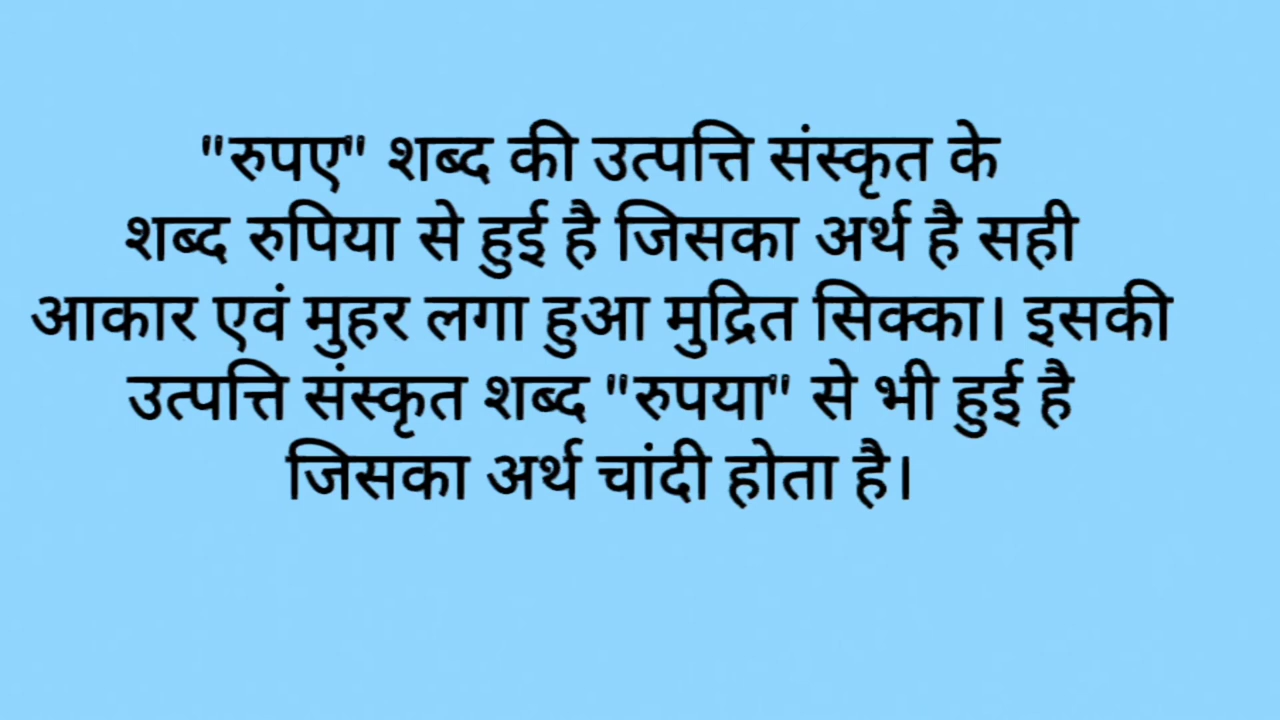 "रुपए" शब्द की उत्पत्ति संस्कृत के
शब्द रुपिया से हुई है जिसका अर्थ है सही
आकार एवं मुहर लगा हुआ मुद्रित सिक्का। इसकी
उत्पत्ति संस्कृत शब्द "रुपया" से भी हुई है
जिसका अर्थ चांदी होता है।